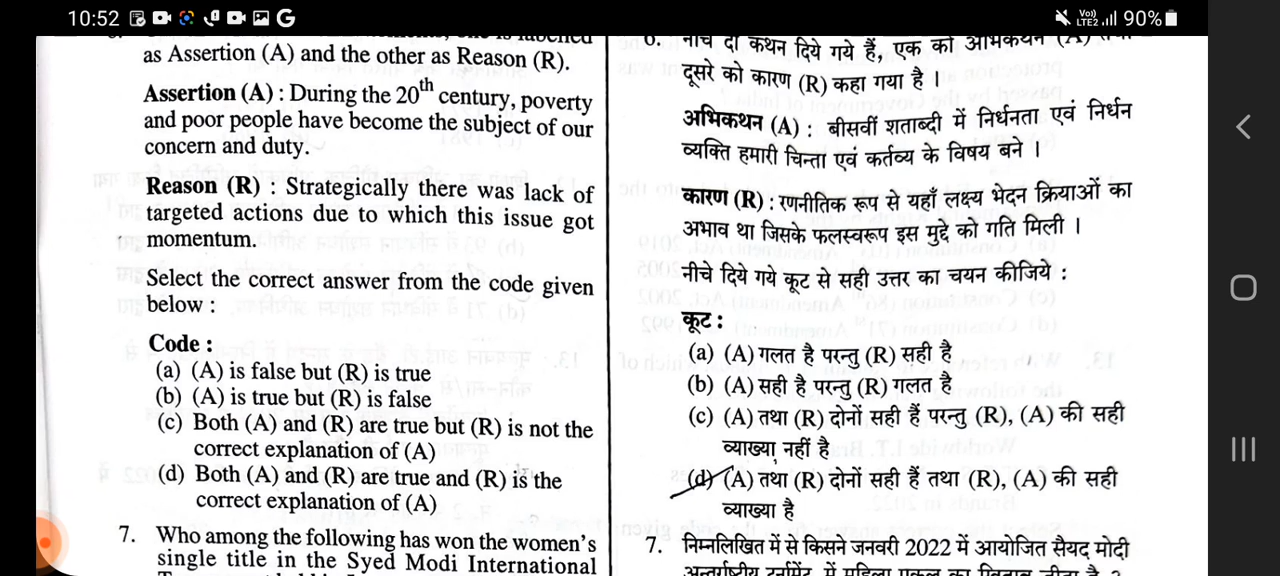 10:52
Vo))
LTE2
90%
as Assertion (A) and the other as Reason (R).
Assertion (A) : During the 20th century, poverty
and poor people have become the subject of our
concern and duty.
Reason (R) : Strategically there was lack of
targeted actions due to which this issue got
momentum.
Select the correct answer from the code given
below :
Code :
(a) (A) is false but (R) is true
(b) (A) is true but (R) is false
(c) Both (A) and (R) are true but (R) is not the
correct explanation of (A)
(d) Both (A) and (R) are true and (R) is the
correct explanation of (A)
7. Who among the following has won the women's
single title in the Syed Modi International
6. नीचे दो कथन दिये गये हैं, एक को अभिकथन (A) तथा
दूसरे को कारण (R) कहा गया है ।
अभिकथन (A) : बीसवीं शताब्दी में निर्धनता एवं निर्धन
व्यक्ति हमारी चिन्ता एवं कर्तव्य के विषय बने ।
कारण (R) : रणनीतिक रूप से यहाँ लक्ष्य भेदन क्रियाओं का
अभाव था जिसके फलस्वरूप इस मुद्दे को गति मिली ।
नीचे दिये गये कूट से सही उत्तर का चयन कीजिये :
कूट :
(a) (A) गलत है परन्तु (R) सही है
(b) (A) सही है परन्तु (R) गलत है
(c) (A) तथा (R) दोनों सही हैं परन्तु (R), (A) की सही
व्याख्या नहीं है
(d) (A) तथा (R) दोनों सही हैं तथा (R), (A) की सही
व्याख्या है
7. निम्नलिखित में से किसने जनवरी 2022 में आयोजित सैयद मोदी
अन्तर्राष्ट्रीय टूर्नामेंट में महिला एकल का खिताब जीता है ?